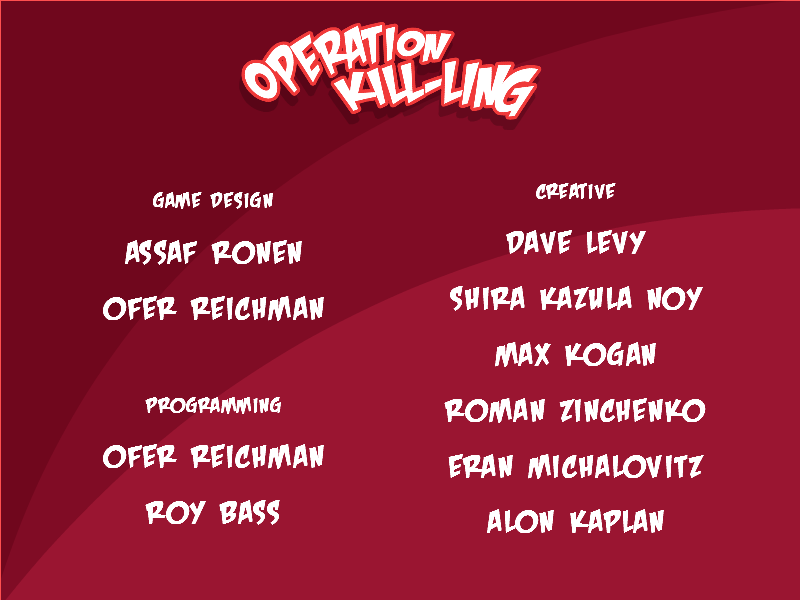 OPERATION
KILL-LING
GAME DESIGN
ASSAF RONEN
OFER REICHMAN
PROGRAMMING
OFER REICHMAN
ROY BASS
CREATIVE
DAVE LEVY
SHIRA KAZULA NOY
MAX KOGAN
ROMAN ZINCHENKO
ERAN MICHALOVITZ
ALON KAPLAN